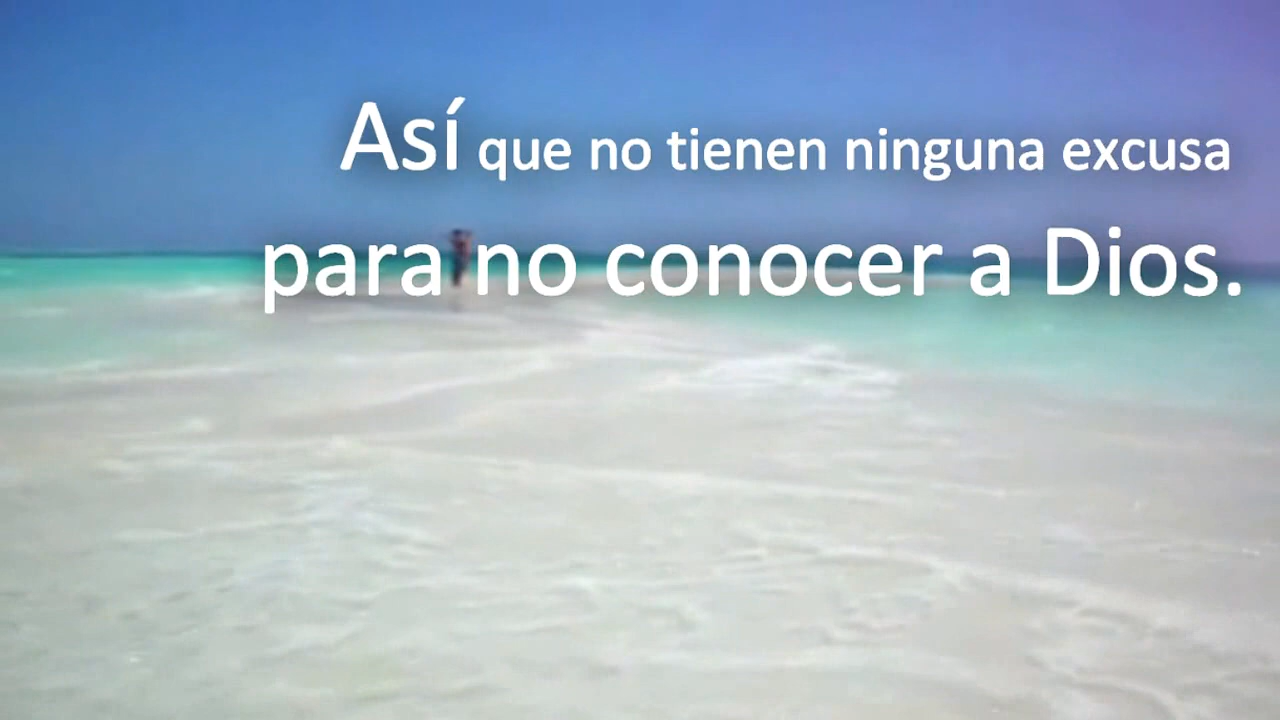 Así que no tienen ninguna excusa
para no conocer a Dios.